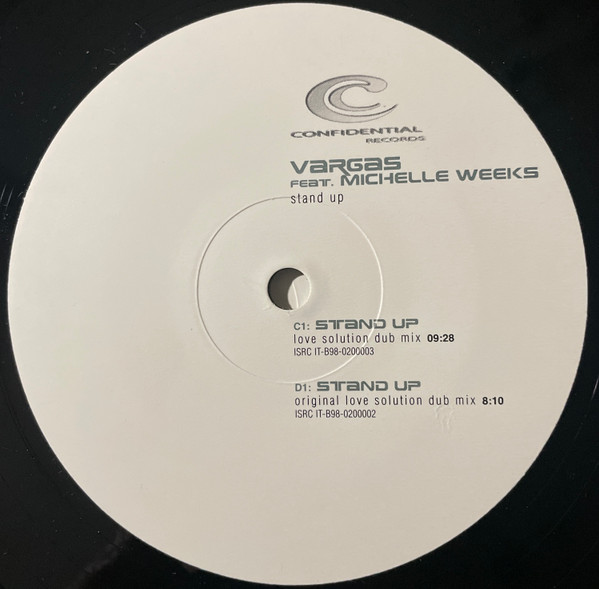 CONFIDENTIAL
RECORDS
VARGAS
FEAT. MICHELLE WEEKS
stand up
C1: STAND UP
love solution dub mix 09:28
ISRC IT-B98-0200003
D1: STAND UP
original love solution dub mix 8:10
ISRC IT-B98-0200002